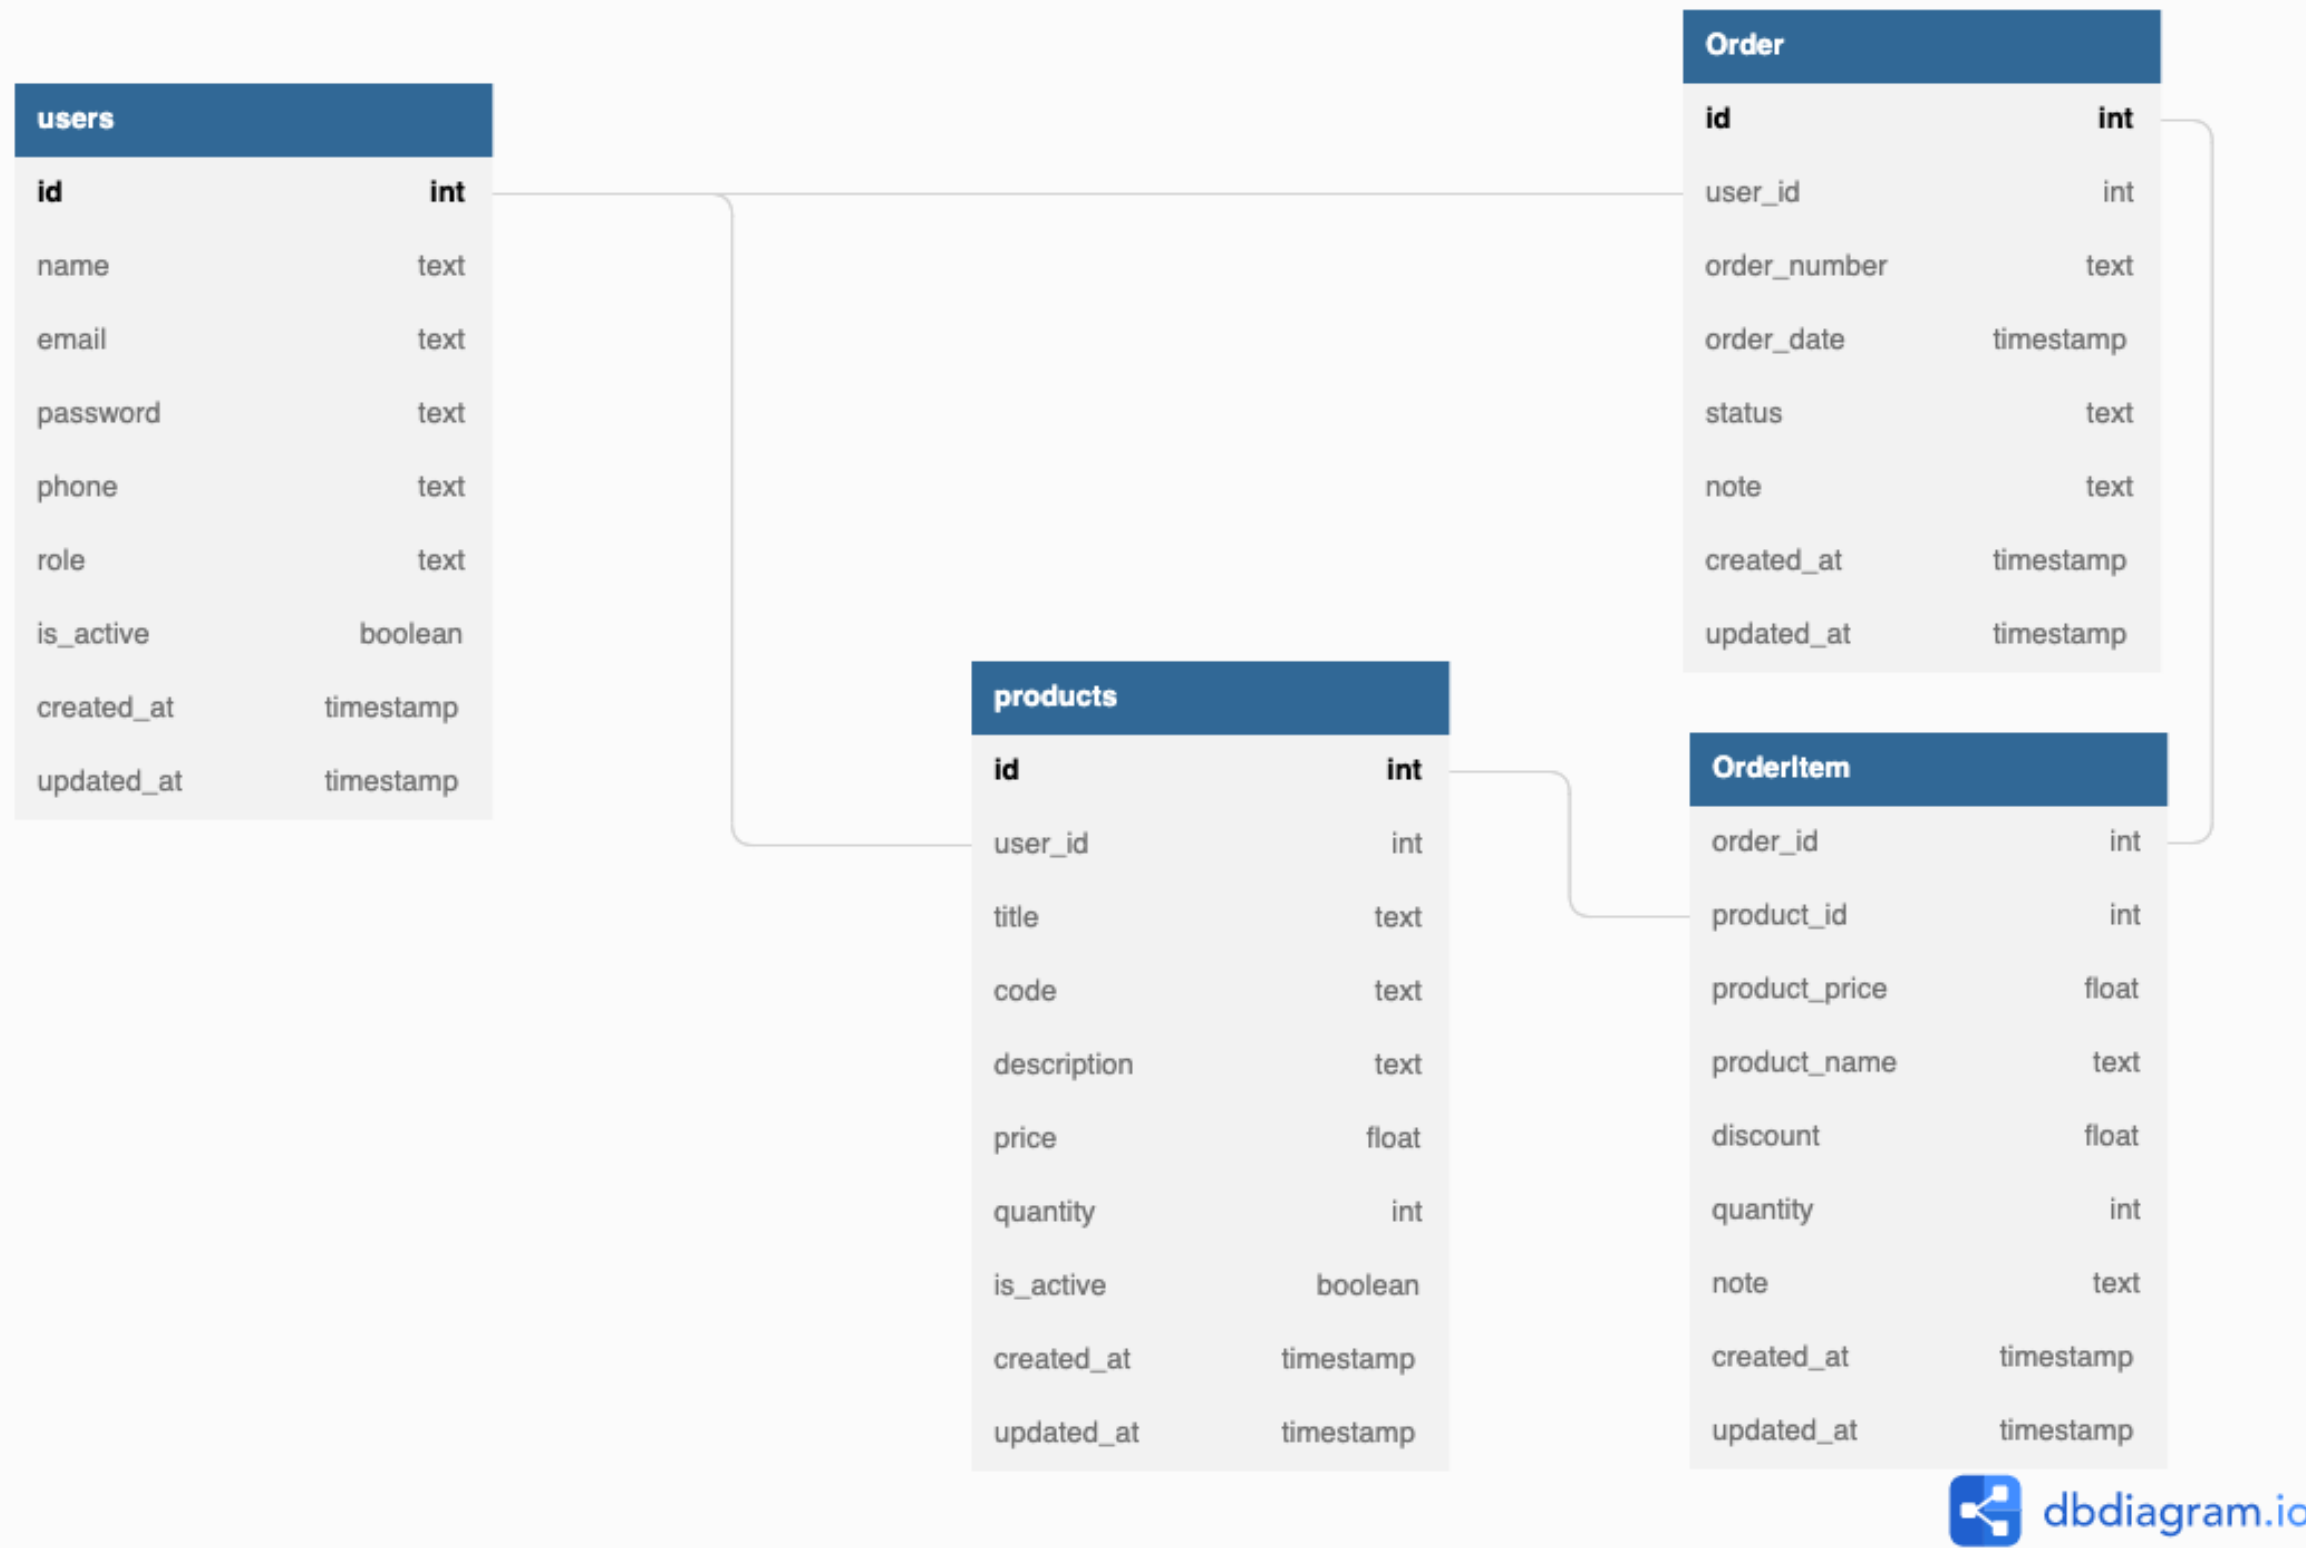 users
id int
name text
email text
password text
phone text
role text
is_active boolean
created_at timestamp
updated_at timestamp
products
id int
user_id int
title text
code text
description text
price float
quantity int
is_active boolean
created_at timestamp
updated_at timestamp
Order
id int
user_id int
order_number text
order_date timestamp
status text
note text
created_at timestamp
updated_at timestamp
OrderItem
order_id int
product_id int
product_price float
product_name text
discount float
quantity int
note text
created_at timestamp
updated_at timestamp
dbdiagram.io